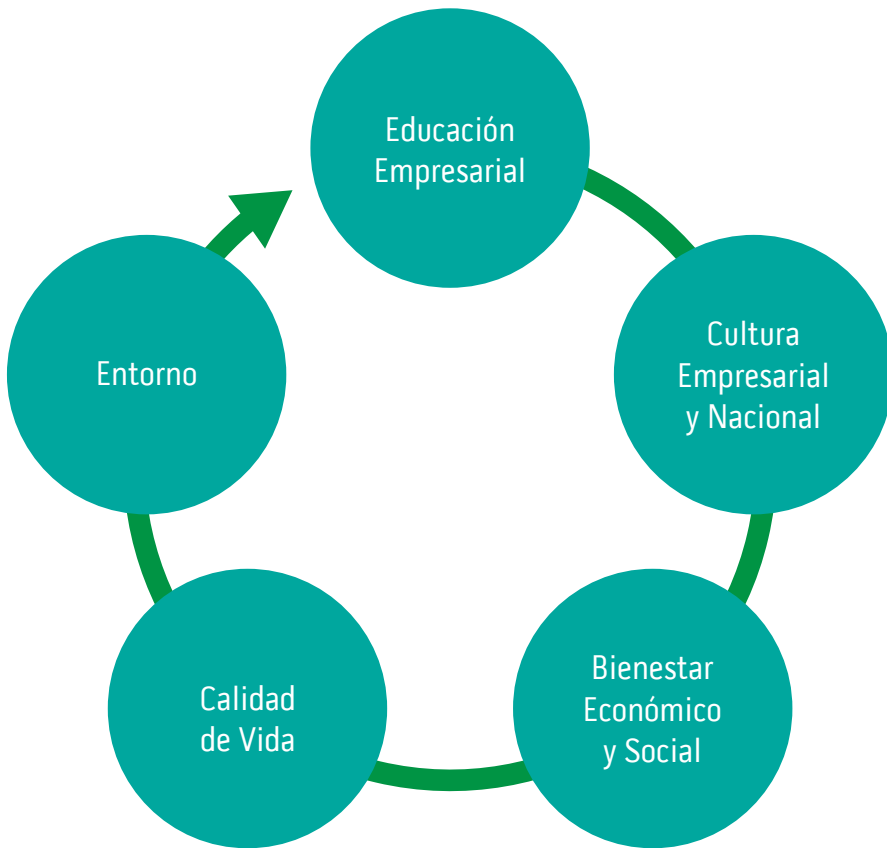 Educación
Empresarial
Cultura
Empresarial
y Nacional
Bienestar
Económico
y Social
Calidad
de Vida
Entorno